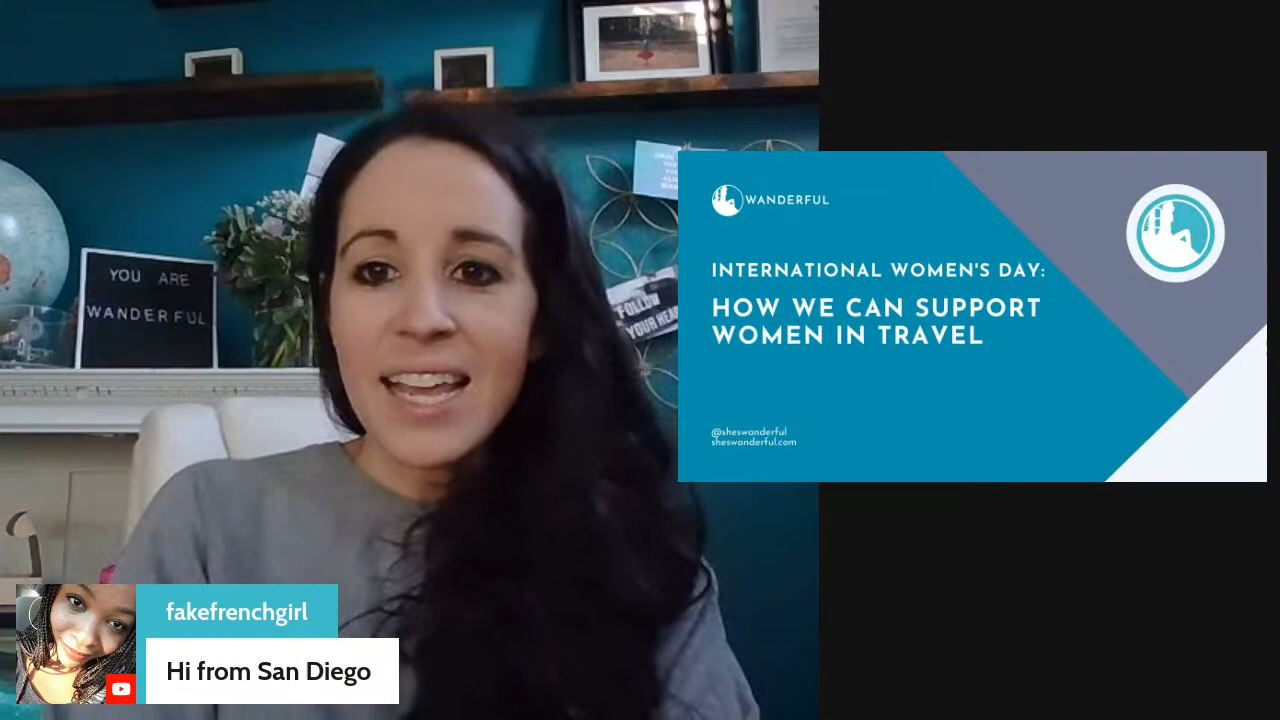 YOU ARE
WANDERFUL
FOLLOW
YOUR HEART
WANDERFUL
INTERNATIONAL WOMEN'S DAY:
HOW WE CAN SUPPORT
WOMEN IN TRAVEL
@sheswanderful
sheswanderful.com
fakefrenchgirl
Hi from San Diego